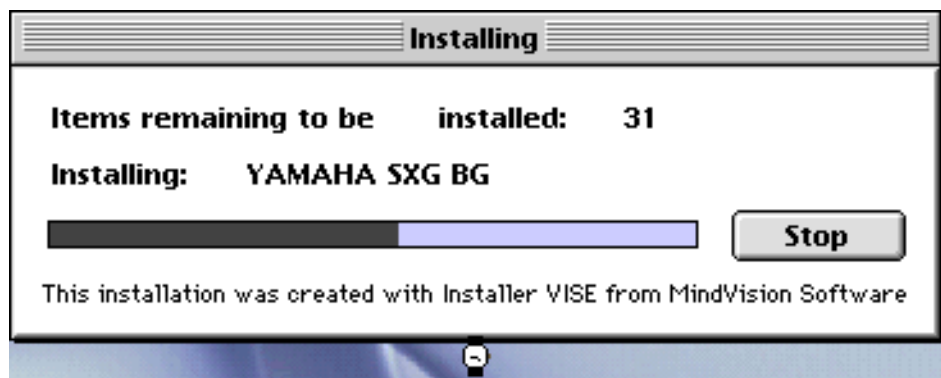 Installing
Items remaining to be installed: 31
Installing: YAMAHA SXG BG
Stop
This installation was created with Installer VISE from MindVision Software